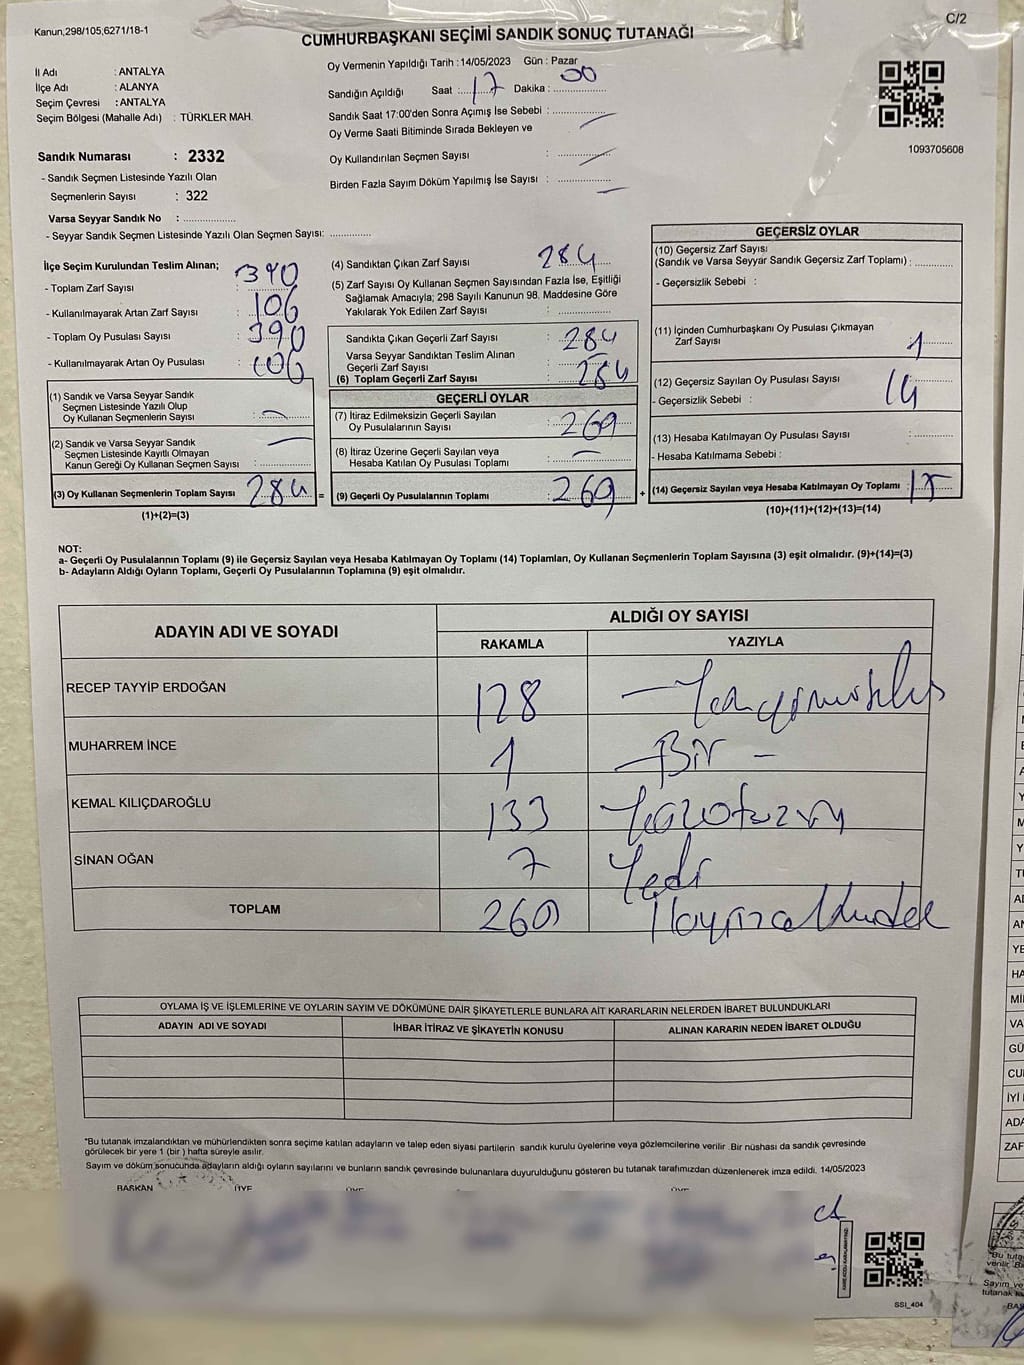 Kanun,298/105,6271/18-1
C/2
CUMHURBAŞKANI SEÇİMİ SANDIK SONUÇ TUTANAĞI
İl Adı : ANTALYA
İlçe Adı : ALANYA
Seçim Çevresi : ANTALYA
Seçim Bölgesi (Mahalle Adı) : TÜRKLER MAH.
Oy Vermenin Yapıldığı Tarih : 14/05/2023 Gün : Pazar
Sandığın Açıldığı Saat : 17 Dakika : 00
Sandık Saat 17:00'den Sonra Açımış İse Sebebi :
Oy Verme Saati Bitiminde Sırada Bekleyen ve
Oy Kullandırılan Seçmen Sayısı :
Birden Fazla Sayım Döküm Yapılmış İse Sayısı :
1093705608
Sandık Numarası : 2332
- Sandık Seçmen Listesinde Yazılı Olan
Seçmenlerin Sayısı : 322
Varsa Seyyar Sandık No :
- Seyyar Sandık Seçmen Listesinde Yazılı Olan Seçmen Sayısı:
İlçe Seçim Kurulundan Teslim Alınan;
- Toplam Zarf Sayısı : 390
- Kullanılmayarak Artan Zarf Sayısı : 106
- Toplam Oy Pusulası Sayısı : 390
- Kullanılmayarak Artan Oy Pusulası : 106
(1) Sandık ve Varsa Seyyar Sandık
Seçmen Listesinde Yazılı Olup
Oy Kullanan Seçmenlerin Sayısı :
(2) Sandık ve Varsa Seyyar Sandık
Seçmen Listesinde Kayıtlı Olmayan
Kanun Gereği Oy Kullanan Seçmen Sayısı :
(3) Oy Kullanan Seçmenlerin Toplam Sayısı : 284 =
(1)+(2)=(3)
(4) Sandıktan Çıkan Zarf Sayısı : 284
(5) Zarf Sayısı Oy Kullanan Seçmen Sayısından Fazla İse, Eşitliği
Sağlamak Amacıyla; 298 Sayılı Kanunun 98. Maddesine Göre
Yakılarak Yok Edilen Zarf Sayısı :
Sandıkta Çıkan Geçerli Zarf Sayısı : 284
Varsa Seyyar Sandıktan Teslim Alınan
Geçerli Zarf Sayısı :
(6) Toplam Geçerli Zarf Sayısı : 284
GEÇERLİ OYLAR
(7) İtiraz Edilmeksizin Geçerli Sayılan
Oy Pusulalarının Sayısı : 269
(8) İtiraz Üzerine Geçerli Sayılan veya
Hesaba Katılan Oy Pusulası Toplamı :
(9) Geçerli Oy Pusulalarının Toplamı : 269 +
GEÇERSİZ OYLAR
(10) Geçersiz Zarf Sayısı
(Sandık ve Varsa Seyyar Sandık Geçersiz Zarf Toplamı) :
- Geçersizlik Sebebi :
(11) İçinden Cumhurbaşkanı Oy Pusulası Çıkmayan
Zarf Sayısı : 1
(12) Geçersiz Sayılan Oy Pusulası Sayısı : 14
- Geçersizlik Sebebi :
(13) Hesaba Katılmayan Oy Pusulası Sayısı :
- Hesaba Katılmama Sebebi :
(14) Geçersiz Sayılan veya Hesaba Katılmayan Oy Toplamı : 15
(10)+(11)+(12)+(13)=(14)
NOT:
a- Geçerli Oy Pusulalarının Toplamı (9) ile Geçersiz Sayılan veya Hesaba Katılmayan Oy Toplamı (14) Toplamları, Oy Kullanan Seçmenlerin Toplam Sayısına (3) eşit olmalıdır. (9)+(14)=(3)
b- Adayların Aldığı Oyların Toplamı, Geçerli Oy Pusulalarının Toplamına (9) eşit olmalıdır.
ADAYIN ADI VE SOYADI ALDIĞI OY SAYISI
RAKAMLA YAZIYLA
RECEP TAYYİP ERDOĞAN 128
MUHARREM İNCE 1 - Bir -
KEMAL KILIÇDAROĞLU 133
SİNAN OĞAN 7 Yedi
TOPLAM 269
OYLAMA İŞ VE İŞLEMLERİNE VE OYLARIN SAYIM VE DÖKÜMÜNE DAİR ŞİKAYETLERLE BUNLARA AİT KARARLARIN NELERDEN İBARET BULUNDUKLARI
ADAYIN ADI VE SOYADI İHBAR İTİRAZ VE ŞİKAYETİN KONUSU ALINAN KARARIN NEDEN İBARET OLDUĞU
*Bu tutanak imzalandıktan ve mühürlendikten sonra seçime katılan adayların ve talep eden siyasi partilerin sandık kurulu üyelerine veya gözlemcilerine verilir .Bir nüshası da sandık çevresinde
görülecek bir yere 1 (bir ) hafta süreyle asılır.
Sayım ve döküm sonucunda adayların aldığı oyların sayılarını ve bunların sandık çevresinde bulunanlara duyurulduğunu gösteren bu tutanak tarafımızdan düzenlenerek imza edildi. 14/05/2023
BAŞKAN ÜYE ÜYE ÜYE
SSI_404